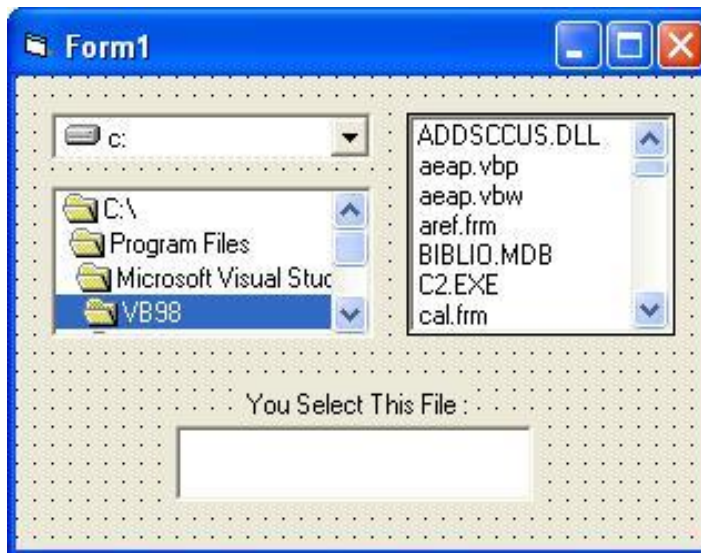 Form1
c:
C:\
Program Files
Microsoft Visual Stud
VB98
ADDSCCUS.DLL
aeap.vbp
aeap.vbw
aref.frm
BIBLIO.MDB
C2.EXE
cal.frm
You Select This File :